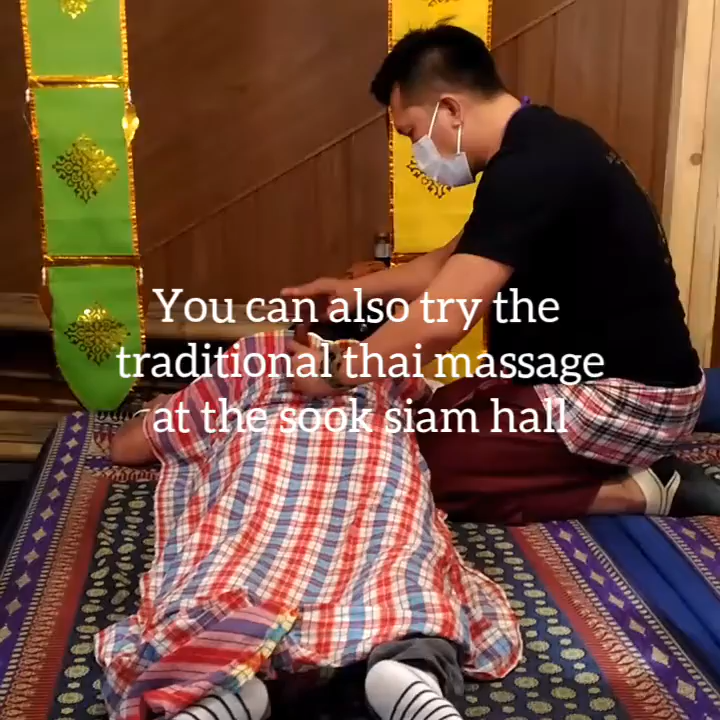 You can also try the
traditional thai massage
at the sook siam hall